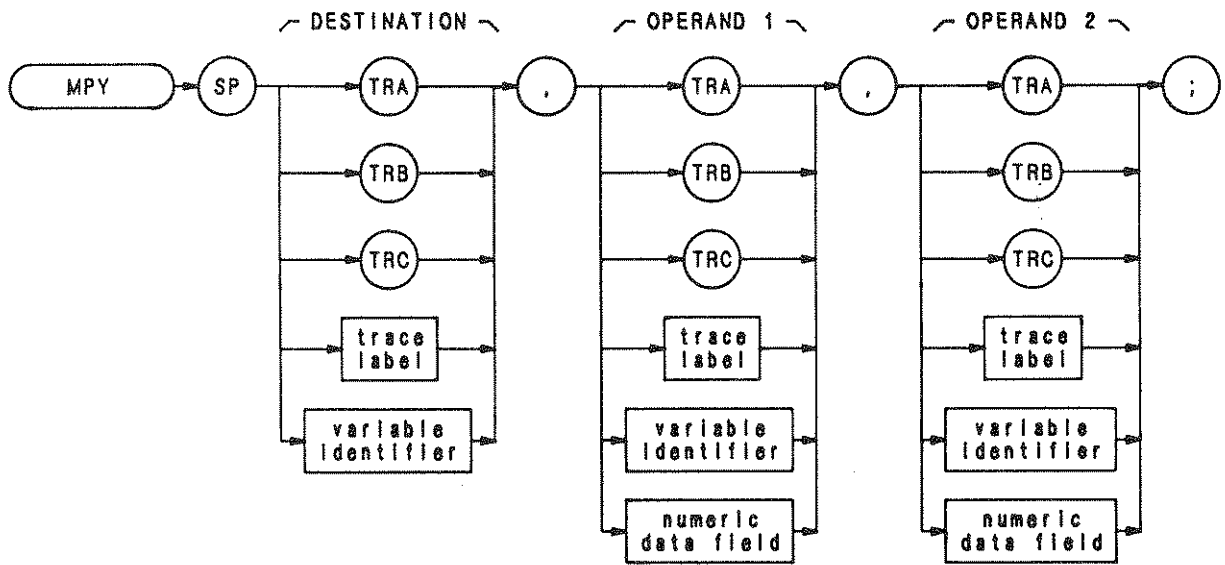 DESTINATION OPERAND 1 OPERAND 2
MPY SP TRA , TRA , TRA ;
TRB TRB TRB
TRC TRC TRC
trace trace trace
label label label
variable variable variable
identifier identifier identifier
numeric numeric
data field data field